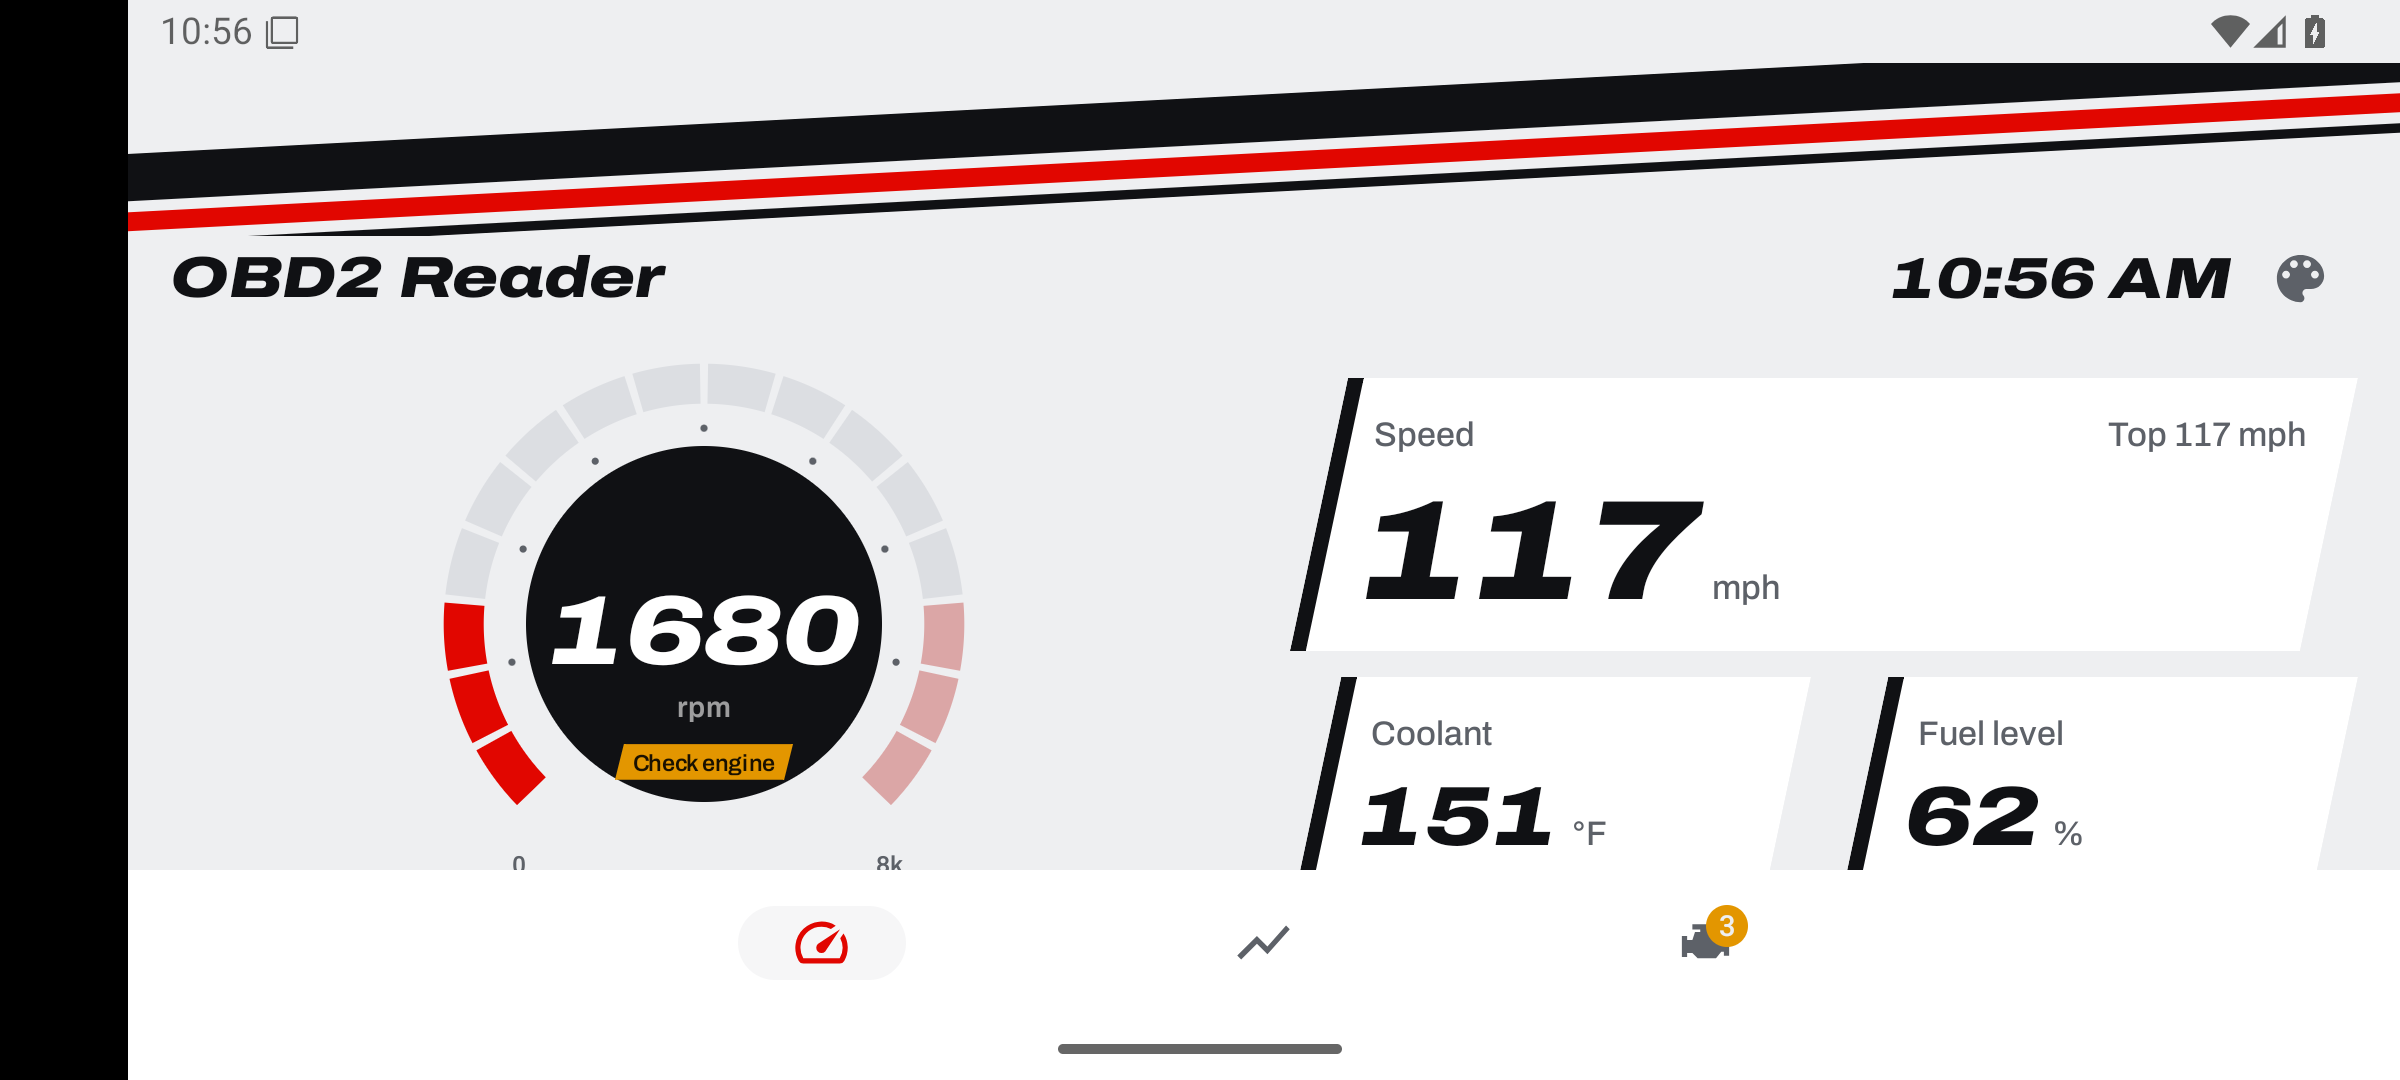 10:56
OBD2 Reader
10:56 AM
1680
rpm
Check engine
0
8k
Speed
Top 117 mph
117 mph
Coolant
151 °F
Fuel level
62 %
3